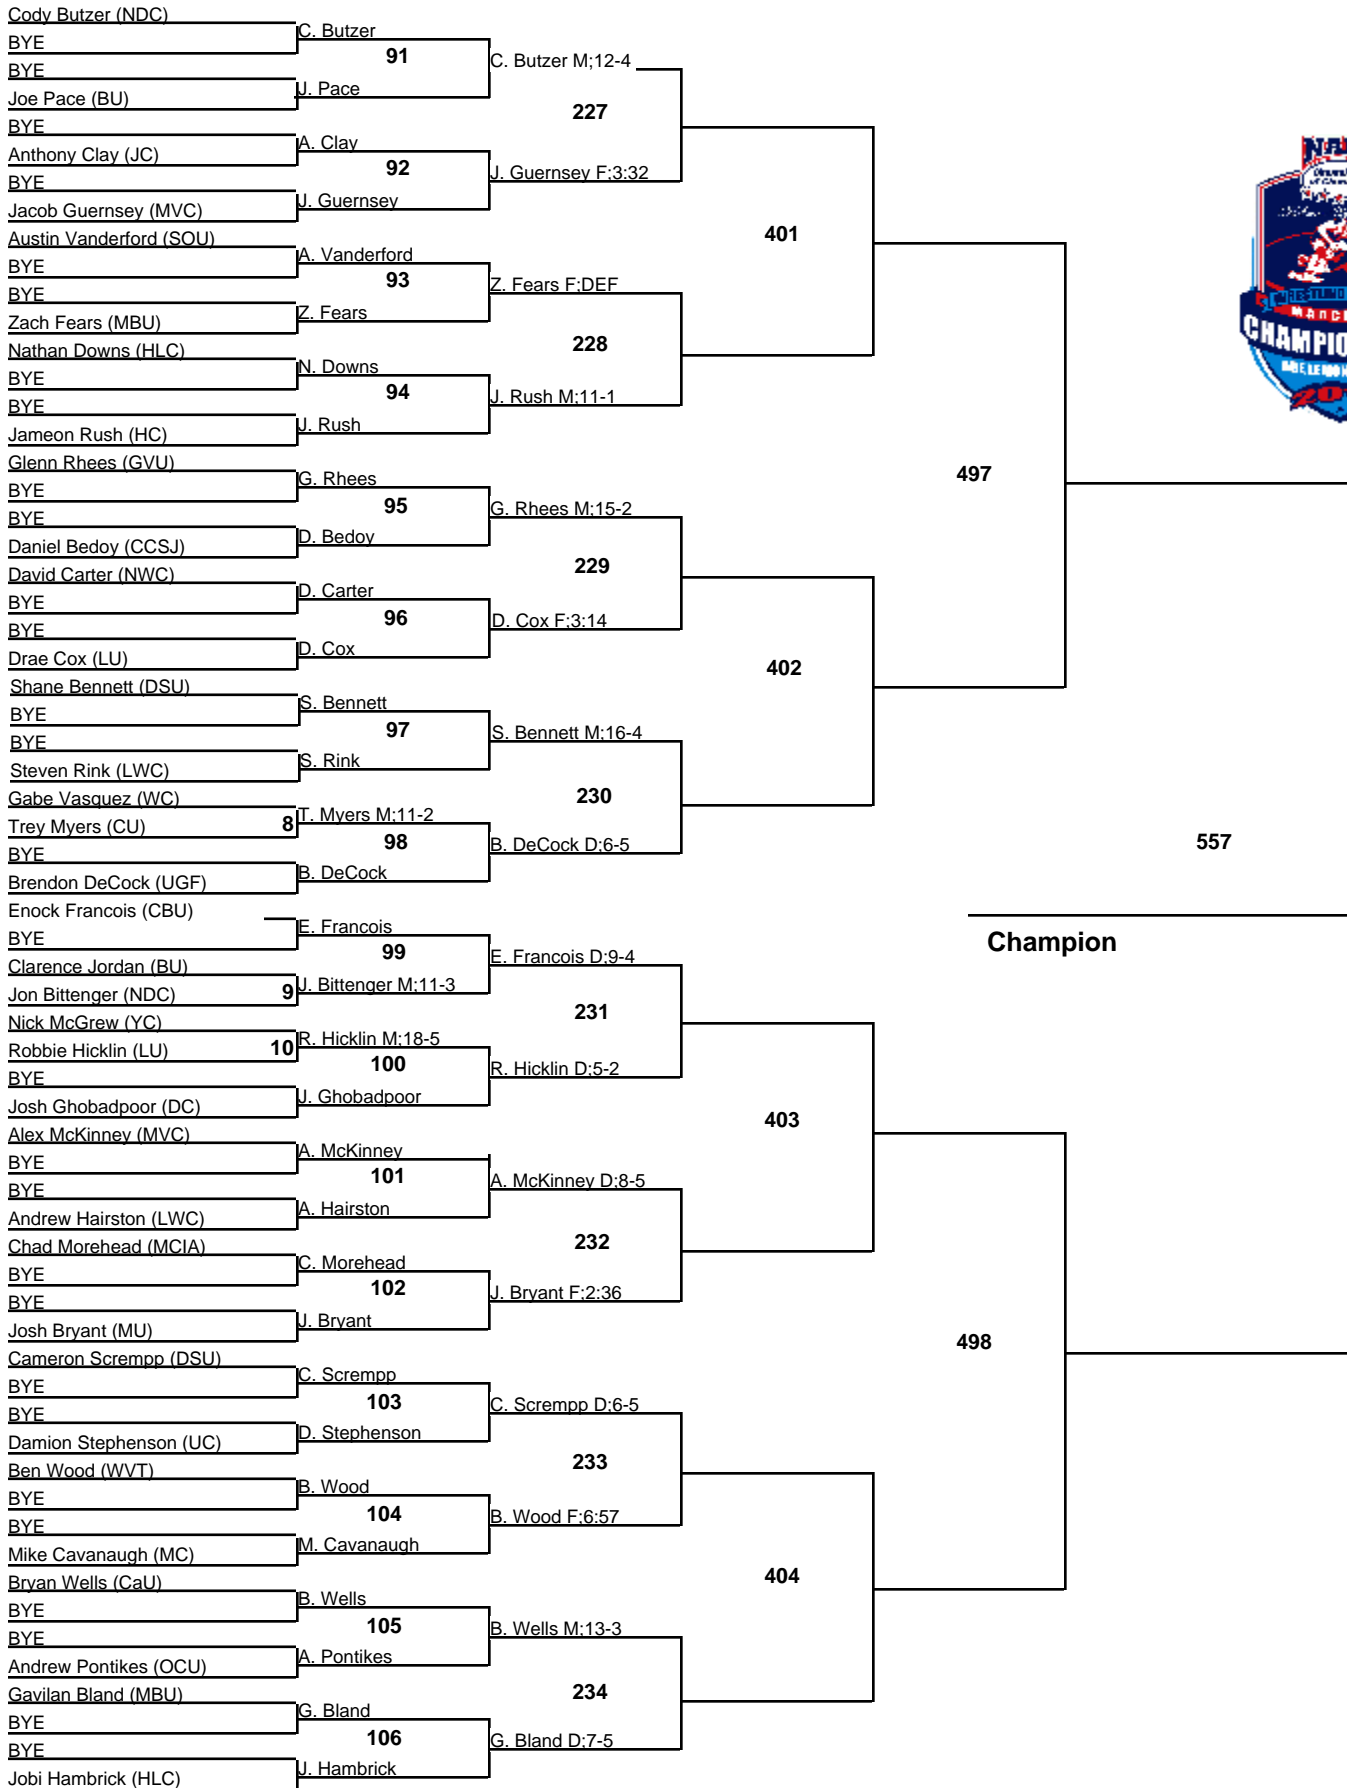 Cody Butzer (NDC)
BYE
BYE
Joe Pace (BU)
BYE
Anthony Clay (JC)
BYE
Jacob Guernsey (MVC)
Austin Vanderford (SOU)
BYE
BYE
Zach Fears (MBU)
Nathan Downs (HLC)
BYE
BYE
Jameon Rush (HC)
Glenn Rhees (GVU)
BYE
BYE
Daniel Bedoy (CCSJ)
David Carter (NWC)
BYE
BYE
Drae Cox (LU)
Shane Bennett (DSU)
BYE
BYE
Steven Rink (LWC)
Gabe Vasquez (WC)
Trey Myers (CU) 8
BYE
Brendon DeCock (UGF)
Enock Francois (CBU)
BYE
Clarence Jordan (BU)
Jon Bittenger (NDC) 9
Nick McGrew (YC)
Robbie Hicklin (LU) 10
BYE
Josh Ghobadpoor (DC)
Alex McKinney (MVC)
BYE
BYE
Andrew Hairston (LWC)
Chad Morehead (MCIA)
BYE
BYE
Josh Bryant (MU)
Cameron Scrempp (DSU)
BYE
BYE
Damion Stephenson (UC)
Ben Wood (WVT)
BYE
BYE
Mike Cavanaugh (MC)
Bryan Wells (CaU)
BYE
BYE
Andrew Pontikes (OCU)
Gavilan Bland (MBU)
BYE
BYE
Jobi Hambrick (HLC)
C. Butzer
91
J. Pace
A. Clay
92
J. Guernsey
A. Vanderford
93
Z. Fears
N. Downs
94
J. Rush
G. Rhees
95
D. Bedoy
D. Carter
96
D. Cox
S. Bennett
97
S. Rink
T. Myers M;11-2
98
B. DeCock
E. Francois
99
J. Bittenger M;11-3
R. Hicklin M;18-5
100
J. Ghobadpoor
A. McKinney
101
A. Hairston
C. Morehead
102
J. Bryant
C. Scrempp
103
D. Stephenson
B. Wood
104
M. Cavanaugh
B. Wells
105
A. Pontikes
G. Bland
106
J. Hambrick
C. Butzer M;12-4
227
J. Guernsey F;3:32
Z. Fears F;DEF
228
J. Rush M;11-1
G. Rhees M;15-2
229
D. Cox F;3:14
S. Bennett M;16-4
230
B. DeCock D;6-5
E. Francois D;9-4
231
R. Hicklin D;5-2
A. McKinney D;8-5
232
J. Bryant F;2:36
C. Scrempp D;6-5
233
B. Wood F;6:57
B. Wells M;13-3
234
G. Bland D;7-5
401
402
403
404
497
498
557
Champion